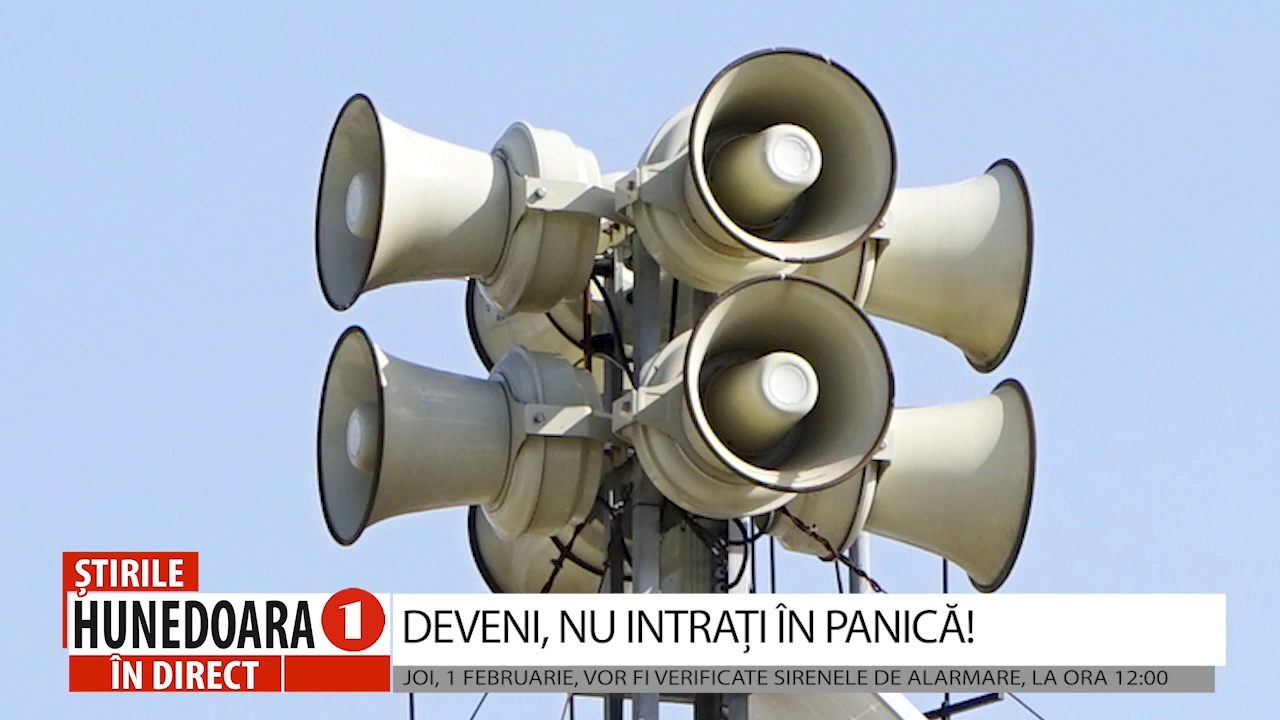 ȘTIRILE
HUNEDOARA 1
ÎN DIRECT
DEVENI, NU INTRAȚI ÎN PANICĂ!
JOI, 1 FEBRUARIE, VOR FI VERIFICATE SIRENELE DE ALARMARE, LA ORA 12:00